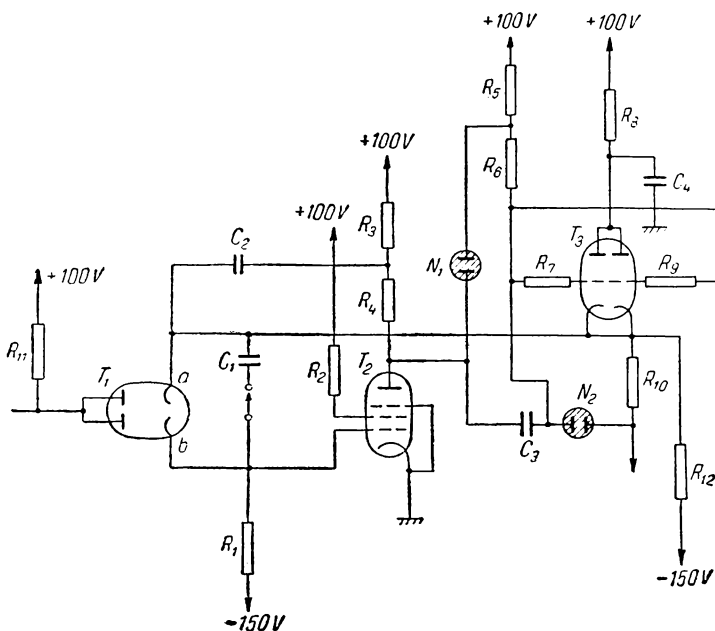 +100V
+100V
R5
R8
R6
C4
+100V
+100V
R3
C2
T3
N1
R7
R9
+100V
R4
R11
C1
T1
a
R2
T2
b
N2
R10
C3
R12
R1
-150V
-150V